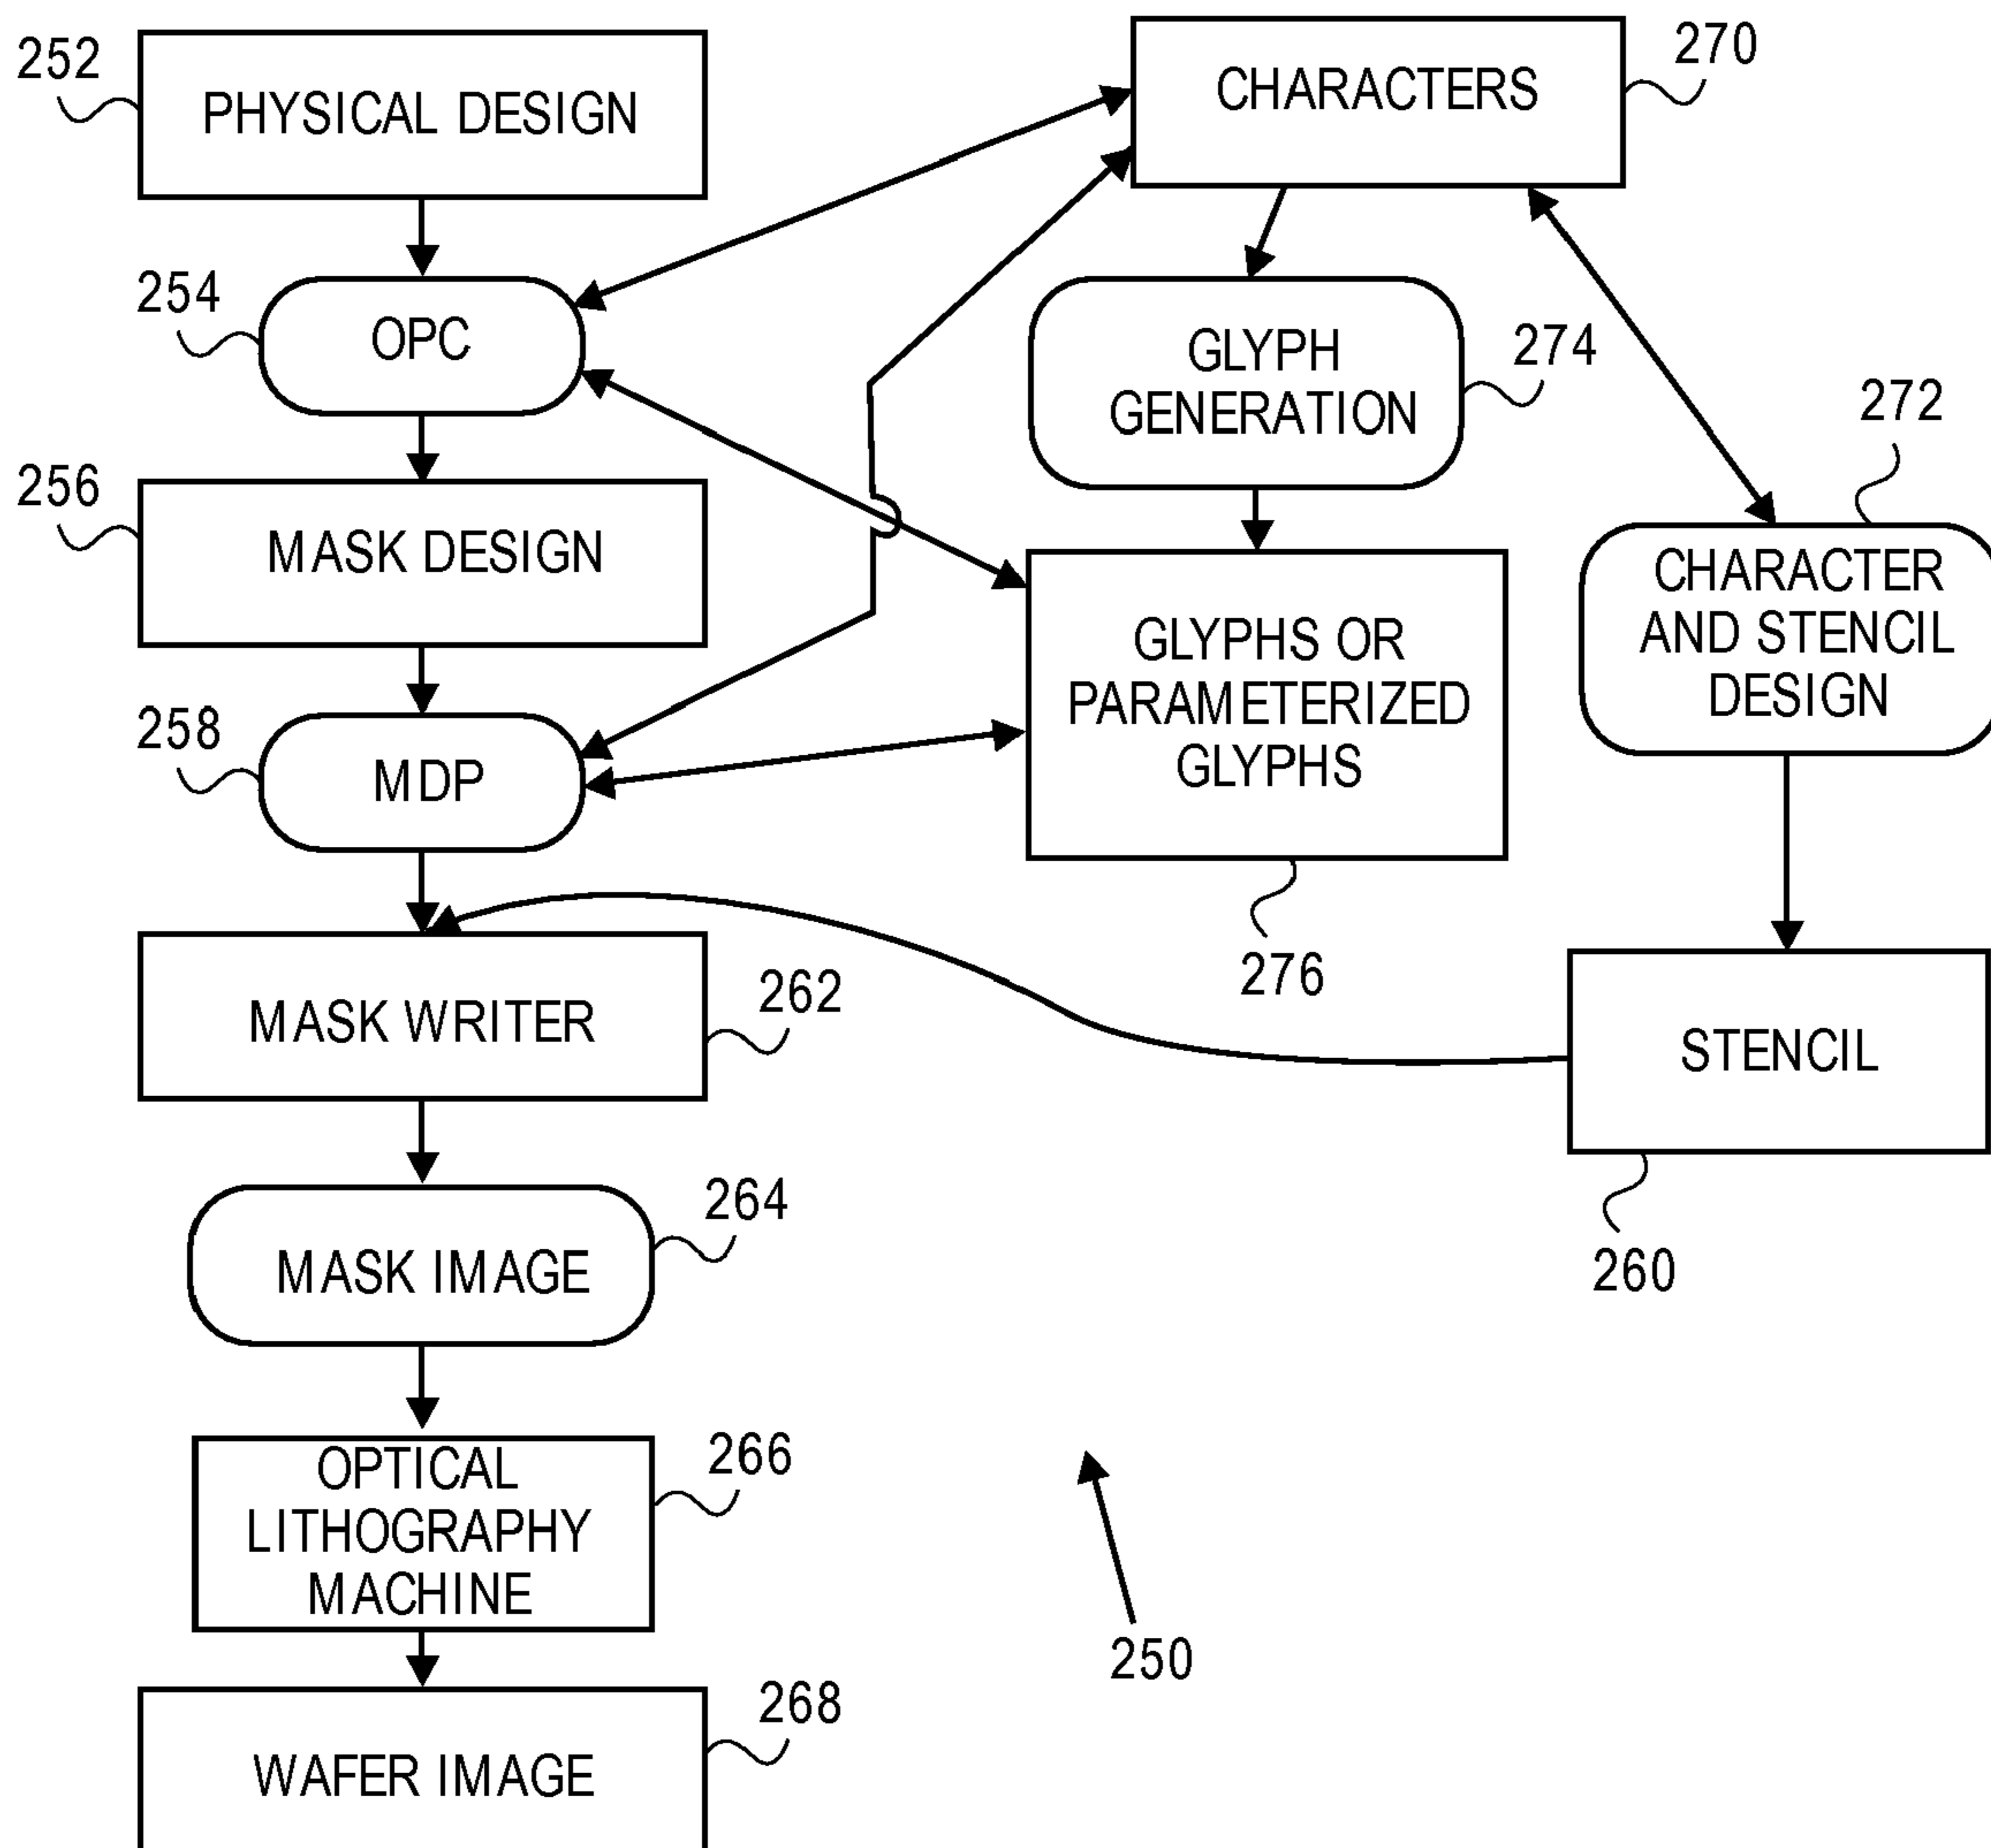 252
PHYSICAL DESIGN
CHARACTERS
270
254
OPC
GLYPH
GENERATION
274
272
256
MASK DESIGN
CHARACTER
AND STENCIL
DESIGN
GLYPHS OR
PARAMETERIZED
GLYPHS
258
MDP
276
MASK WRITER
262
STENCIL
260
MASK IMAGE
264
OPTICAL
LITHOGRAPHY
MACHINE
266
250
WAFER IMAGE
268